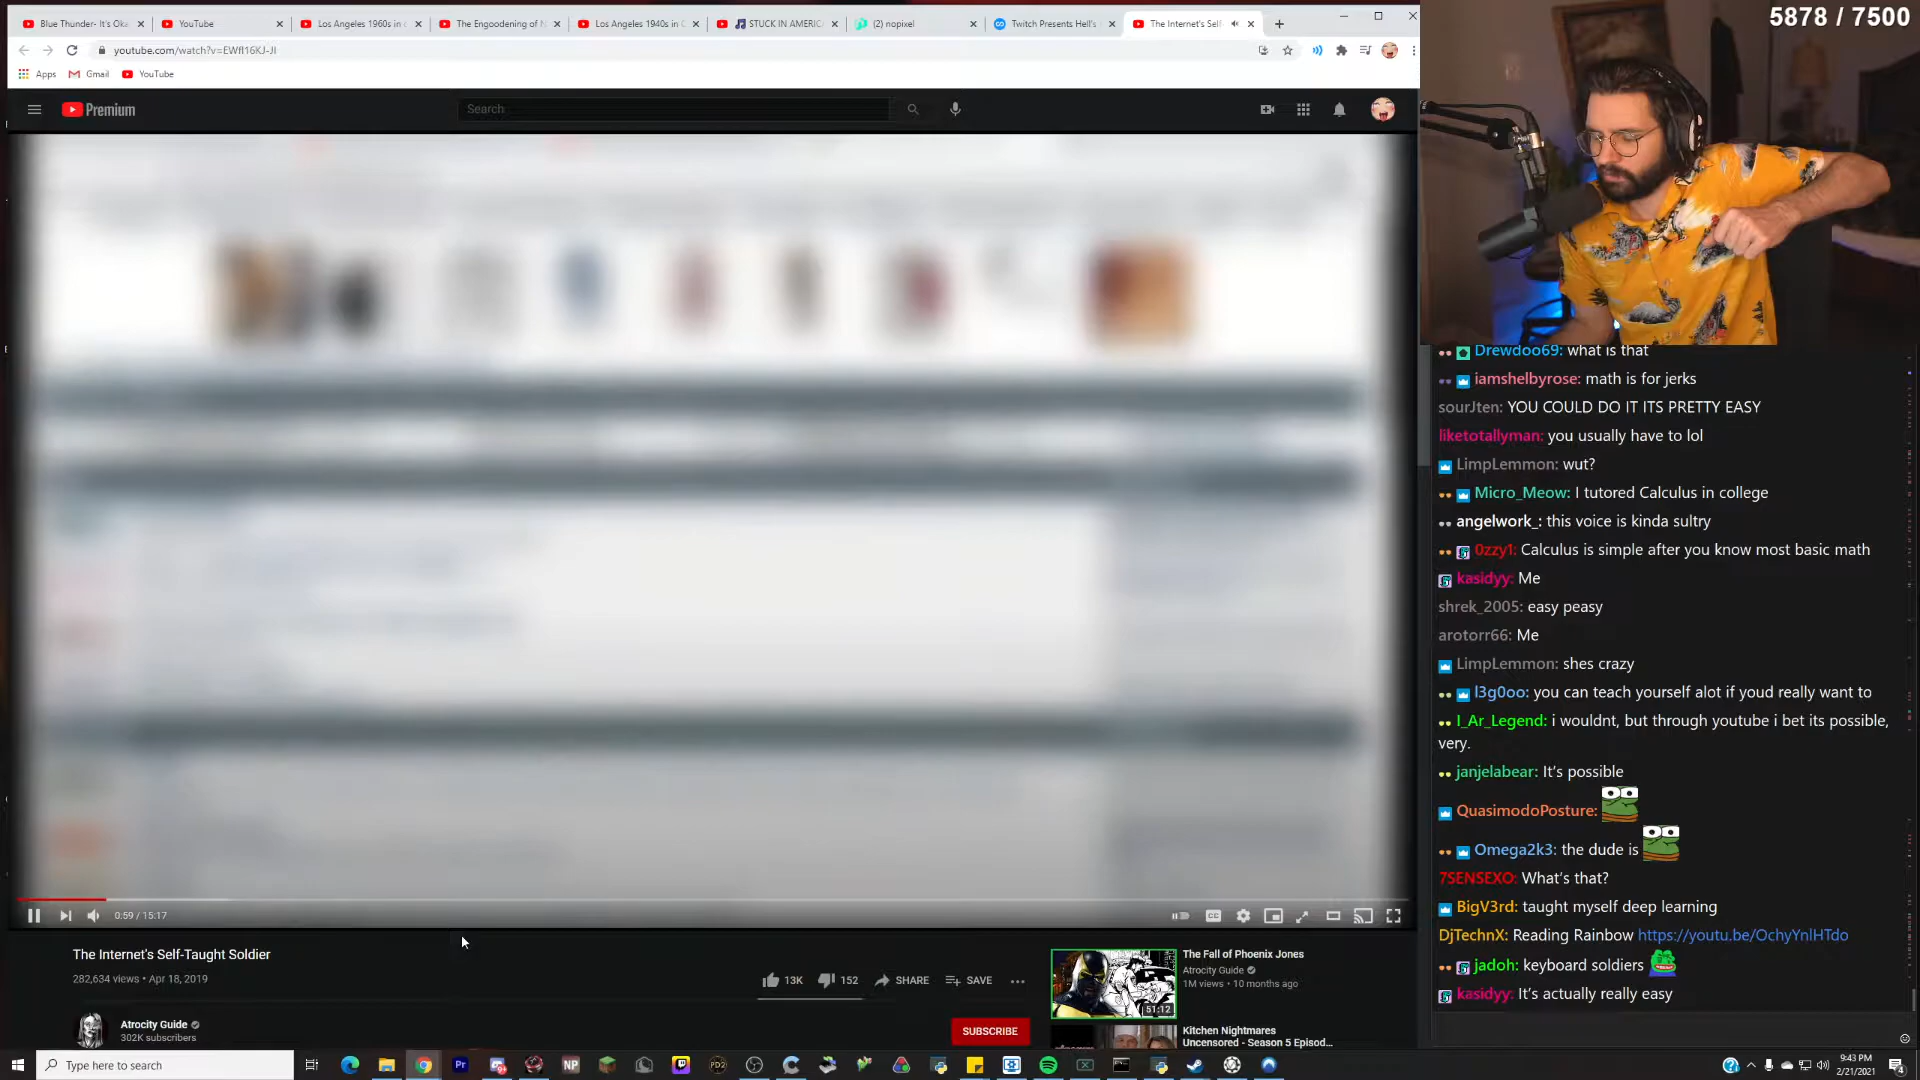 Blue Thunder- It's Oka
YouTube
Los Angeles 1960s in c
The Engoodening of N
Los Angeles 1940s in C
STUCK IN AMERICA
(2) nopixel
Twitch Presents Hell's
The Internet's Self-
5878 / 7500
youtube.com/watch?v=EWfl16KJ-JI
Apps
Gmail
YouTube
Premium
Search
Drewdoo69: what is that
iamshelbyrose: math is for jerks
sourJten: YOU COULD DO IT ITS PRETTY EASY
liketotallyman: you usually have to lol
LimpLemmon: wut?
Micro_Meow: I tutored Calculus in college
angelwork_: this voice is kinda sultry
0zzy1: Calculus is simple after you know most basic math
kasidyy: Me
shrek_2005: easy peasy
arotorr66: Me
LimpLemmon: shes crazy
l3g0oo: you can teach yourself alot if youd really want to
I_Ar_Legend: i wouldnt, but through youtube i bet its possible,
very.
janjelabear: It's possible
QuasimodoPosture:
Omega2k3: the dude is
7SENSEXO: What's that?
BigV3rd: taught myself deep learning
DjTechnX: Reading Rainbow https://youtu.be/OchyYnlHTdo
jadoh: keyboard soldiers
kasidyy: It's actually really easy
0:59 / 15:17
The Internet's Self-Taught Soldier
282,634 views • Apr 18, 2019
13K
152
SHARE
SAVE
Atrocity Guide
302K subscribers
SUBSCRIBE
51:12
The Fall of Phoenix Jones
Atrocity Guide
1M views • 10 months ago
Kitchen Nightmares
Uncensored - Season 5 Episod...
Type here to search
9:43 PM
2/21/2021